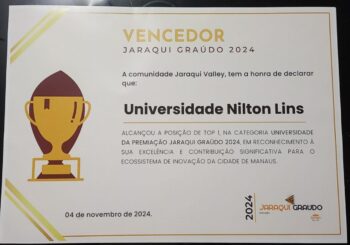 VENCEDOR
JARAQUI GRAÚDO 2024
A comunidade Jaraqui Valley, tem a honra de declarar
que:
Universidade Nilton Lins
ALCANÇOU A POSIÇÃO DE TOP 1, NA CATEGORIA UNIVERSIDADE
DA PREMIAÇÃO JARAQUI GRAÚDO 2024, EM RECONHECIMENTO
À SUA EXCELÊNCIA E CONTRIBUIÇÃO SIGNIFICATIVA PARA O
ECOSSISTEMA DE INOVAÇÃO DA CIDADE DE MANAUS.
04 de novembro de 2024.
2024
JARAQUI GRAÚDO